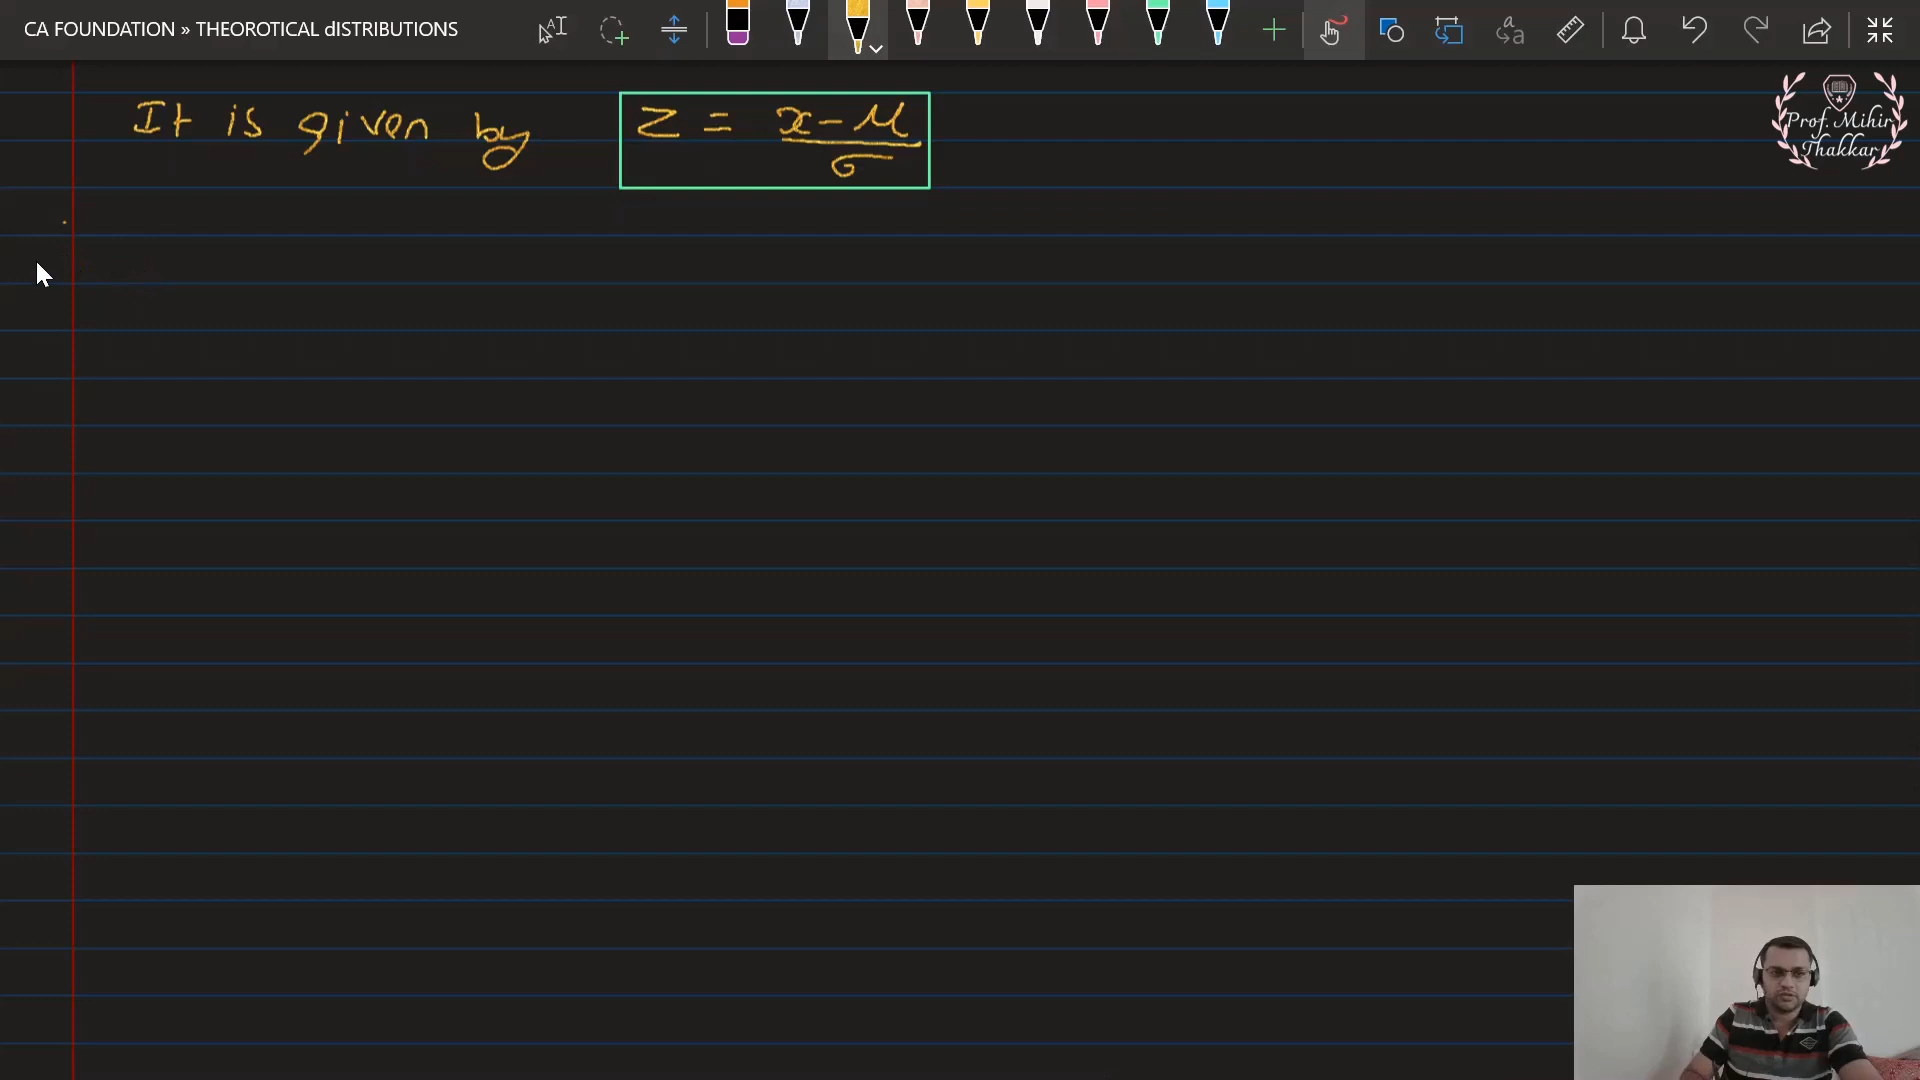 CA FOUNDATION » THEOROTICAL dISTRIBUTIONS
It is given by z = x-μ
σ
Prof. Mihir
Thakkar